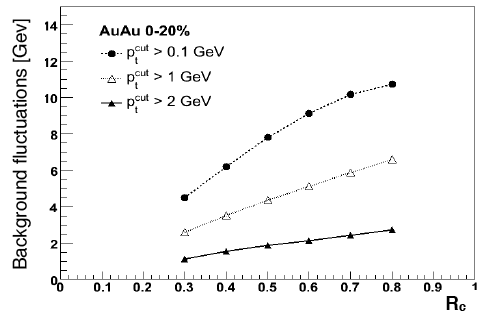 14
12
10
8
6
4
2
0
Background fluctuations [Gev]
AuAu 0-20%
p_t^cut > 0.1 GeV
p_t^cut > 1 GeV
p_t^cut > 2 GeV
0 0.1 0.2 0.3 0.4 0.5 0.6 0.7 0.8 0.9 1
R_c